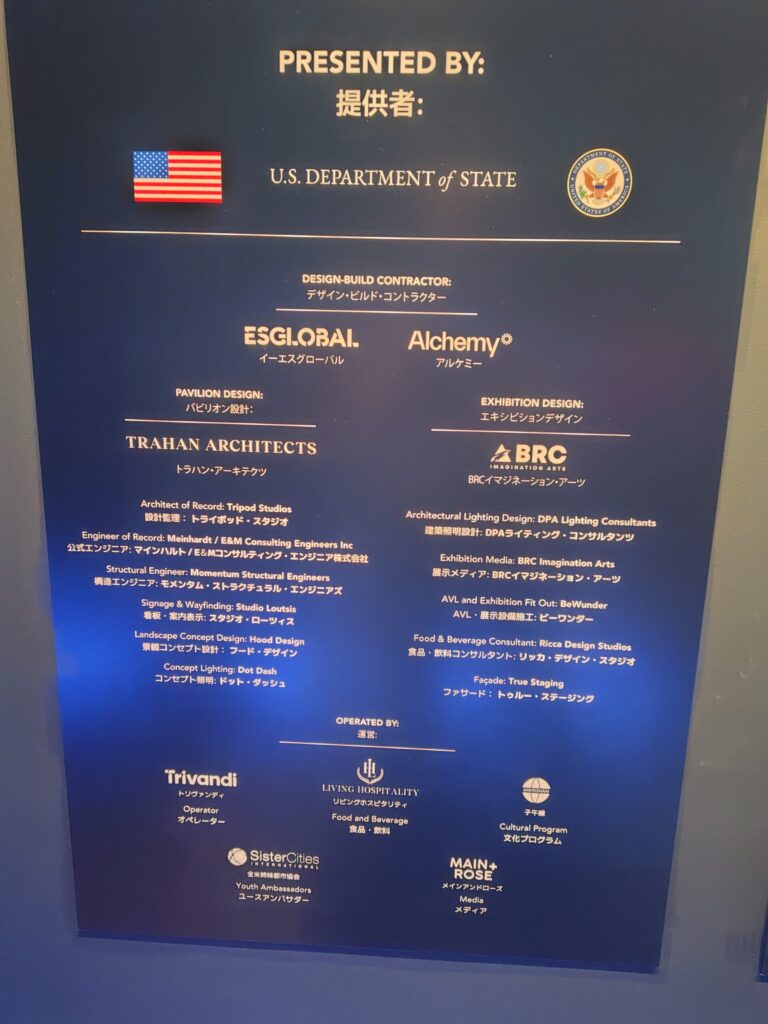 PRESENTED BY:
提供者:
U.S. DEPARTMENT of STATE
DEPARTMENT OF STATE
UNITED STATES OF AMERICA
DESIGN-BUILD CONTRACTOR:
デザイン・ビルド・コントラクター
ESGLOBAL
イーエスグローバル
Alchemy
アルケミー
PAVILION DESIGN:
パビリオン設計:
TRAHAN ARCHITECTS
トラハン・アーキテクツ
Architect of Record: Tripod Studios
設計監理： トライポッド・スタジオ
Engineer of Record: Meinhardt / E&M Consulting Engineers Inc
公式エンジニア: マインハルト / E&Mコンサルティング・エンジニア株式会社
Structural Engineer: Momentum Structural Engineers
構造エンジニア: モメンタム・ストラクチュラル・エンジニアズ
Signage & Wayfinding: Studio Loutsis
看板・案内表示: スタジオ・ローツィス
Landscape Concept Design: Hood Design
景観コンセプト設計： フード・デザイン
Concept Lighting: Dot Dash
コンセプト照明: ドット・ダッシュ
EXHIBITION DESIGN:
エキシビションデザイン
BRC
IMAGINATION ARTS
BRCイマジネーション・アーツ
Architectural Lighting Design: DPA Lighting Consultants
建築照明設計: DPAライティング・コンサルタンツ
Exhibition Media: BRC Imagination Arts
展示メディア: BRCイマジネーション・アーツ
AVL and Exhibition Fit Out: BeWunder
AVL・展示設備施工: ビーワンダー
Food & Beverage Consultant: Ricca Design Studios
食品・飲料コンサルタント: リッカ・デザイン・スタジオ
Façade: True Staging
ファサード： トゥルー・ステージング
OPERATED BY:
運営:
Trivandi
トリヴァンディ
Operator
オペレーター
LIVING HOSPITALITY
リビングホスピタリティ
Food and Beverage
食品・飲料
MERIDIAN
子午線
Cultural Program
文化プログラム
SisterCities
INTERNATIONAL
全米姉妹都市協会
Youth Ambassadors
ユースアンバサダー
MAIN+
ROSE
メインアンドローズ
Media
メディア